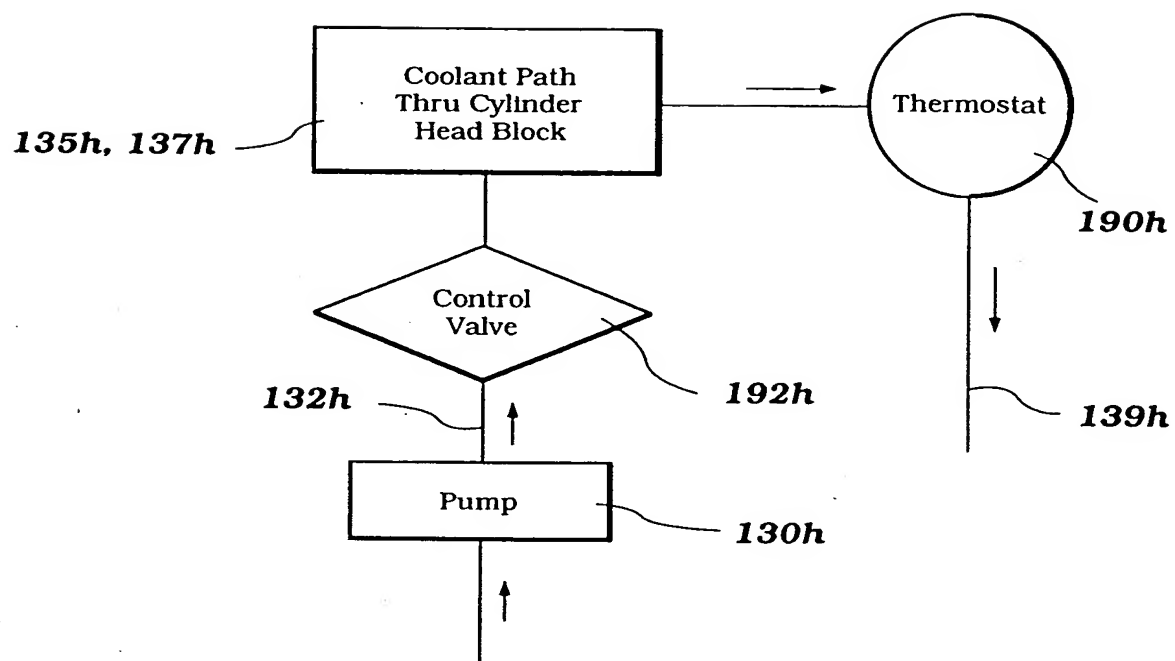 Coolant Path
Thru Cylinder
Head Block
Thermostat
135h, 137h
190h
Control
Valve
132h
192h
139h
Pump
130h